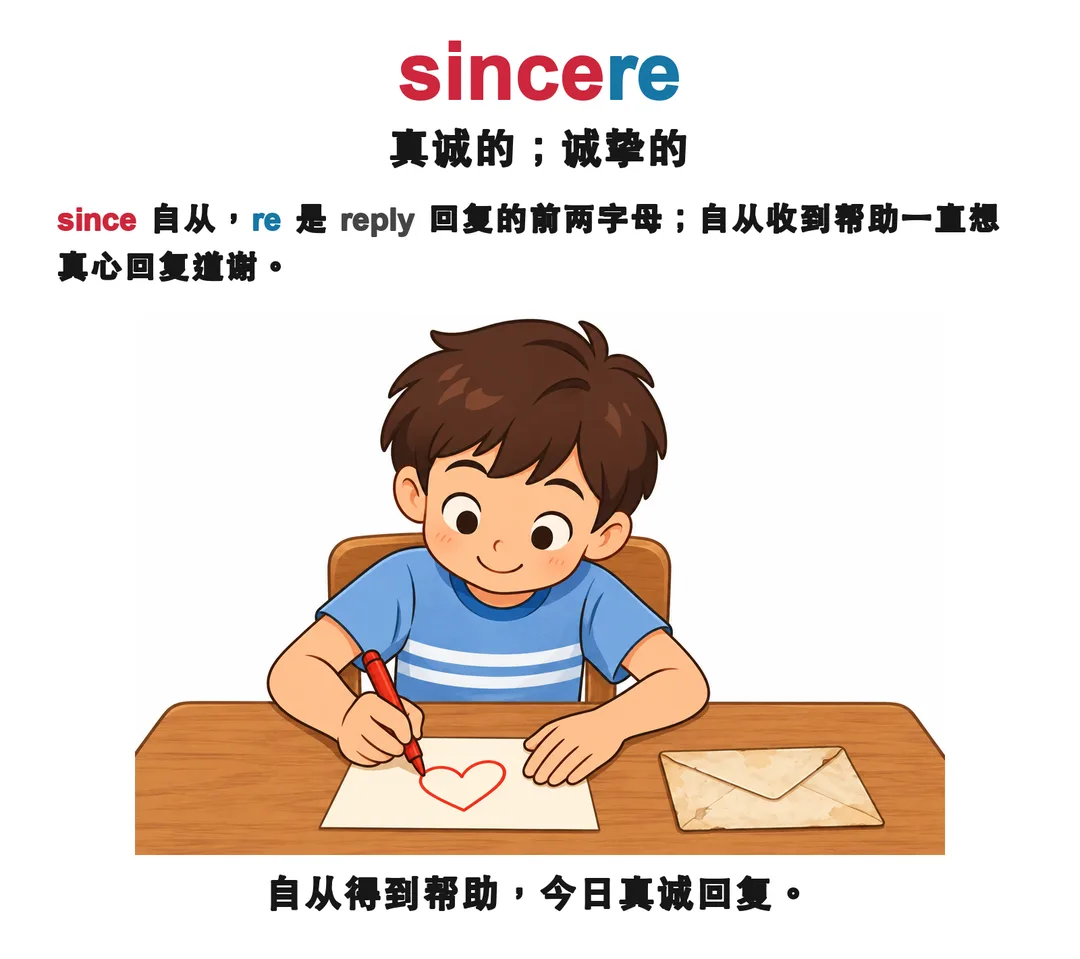 sincere
真诚的；诚挚的
since 自从，re 是 reply 回复的前两字母；自从收到帮助一直想
真心回复道谢。
自从得到帮助，今日真诚回复。